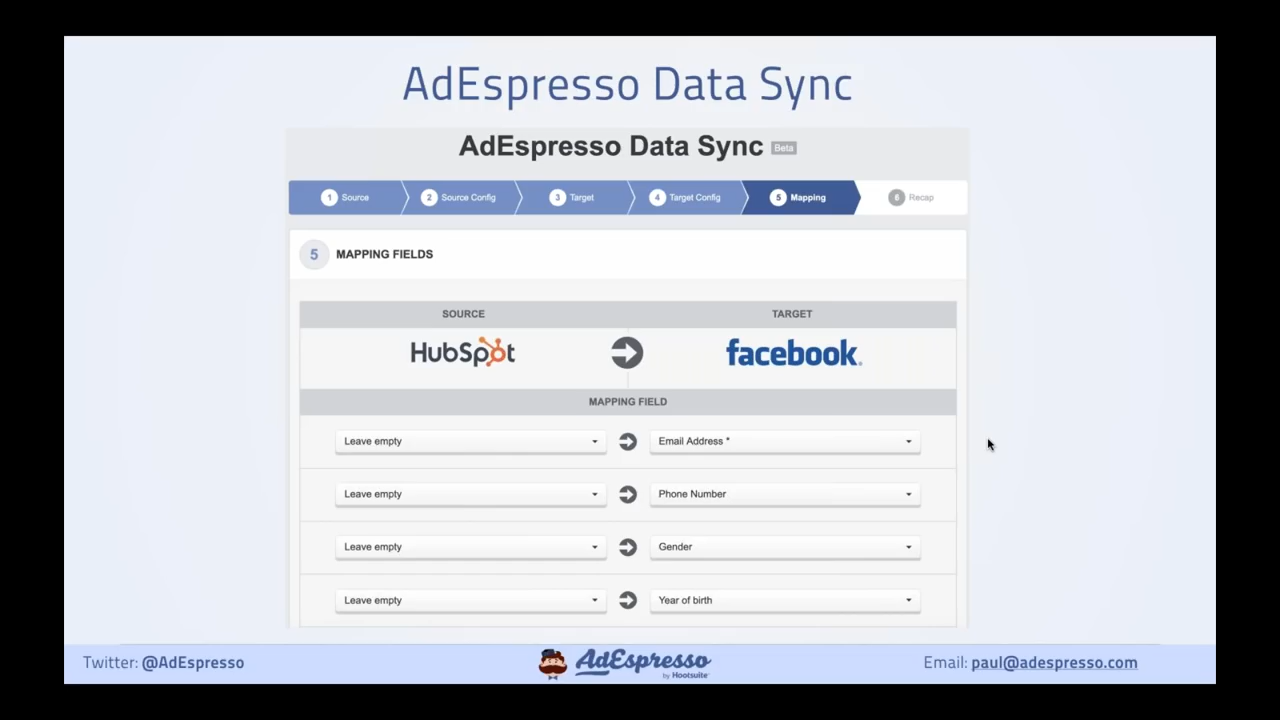 AdEspresso Data Sync
AdEspresso Data Sync Beta
1 Source 2 Source Config 3 Target 4 Target Config 5 Mapping 6 Recap
5 MAPPING FIELDS
SOURCE TARGET
HubSpot facebook.
MAPPING FIELD
Leave empty Email Address *
Leave empty Phone Number
Leave empty Gender
Leave empty Year of birth
Twitter: @AdEspresso AdEspresso Email: paul@adespresso.com
by Hootsuite